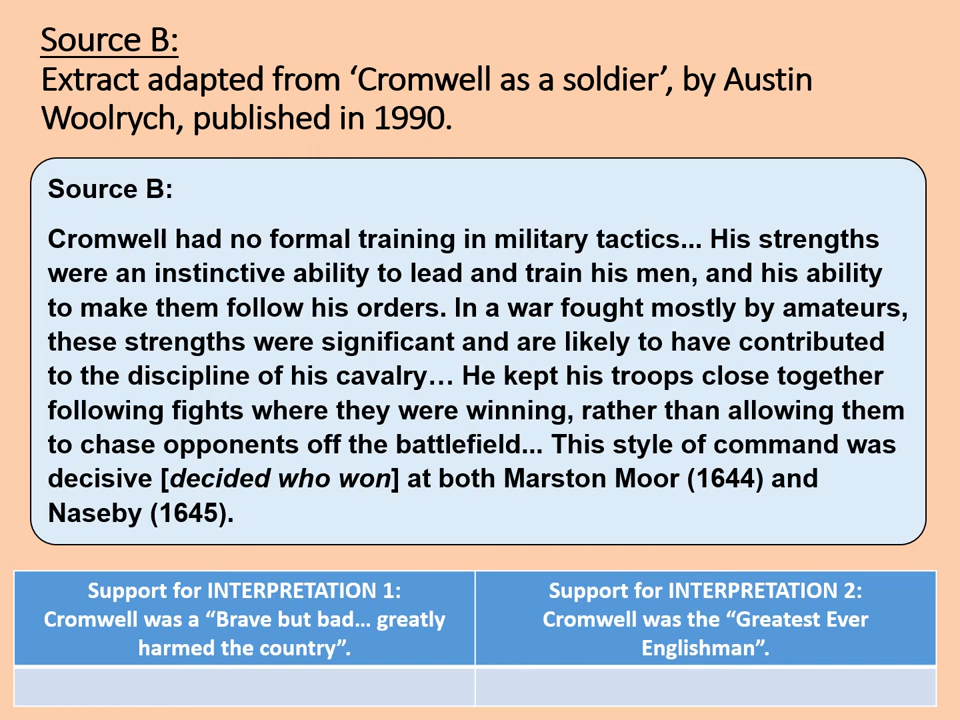 Source B:
Extract adapted from ‘Cromwell as a soldier’, by Austin
Woolrych, published in 1990.
Source B:
Cromwell had no formal training in military tactics... His strengths
were an instinctive ability to lead and train his men, and his ability
to make them follow his orders. In a war fought mostly by amateurs,
these strengths were significant and are likely to have contributed
to the discipline of his cavalry… He kept his troops close together
following fights where they were winning, rather than allowing them
to chase opponents off the battlefield... This style of command was
decisive [decided who won] at both Marston Moor (1644) and
Naseby (1645).
Support for INTERPRETATION 1:
Cromwell was a “Brave but bad… greatly
harmed the country”.
Support for INTERPRETATION 2:
Cromwell was the “Greatest Ever
Englishman”.